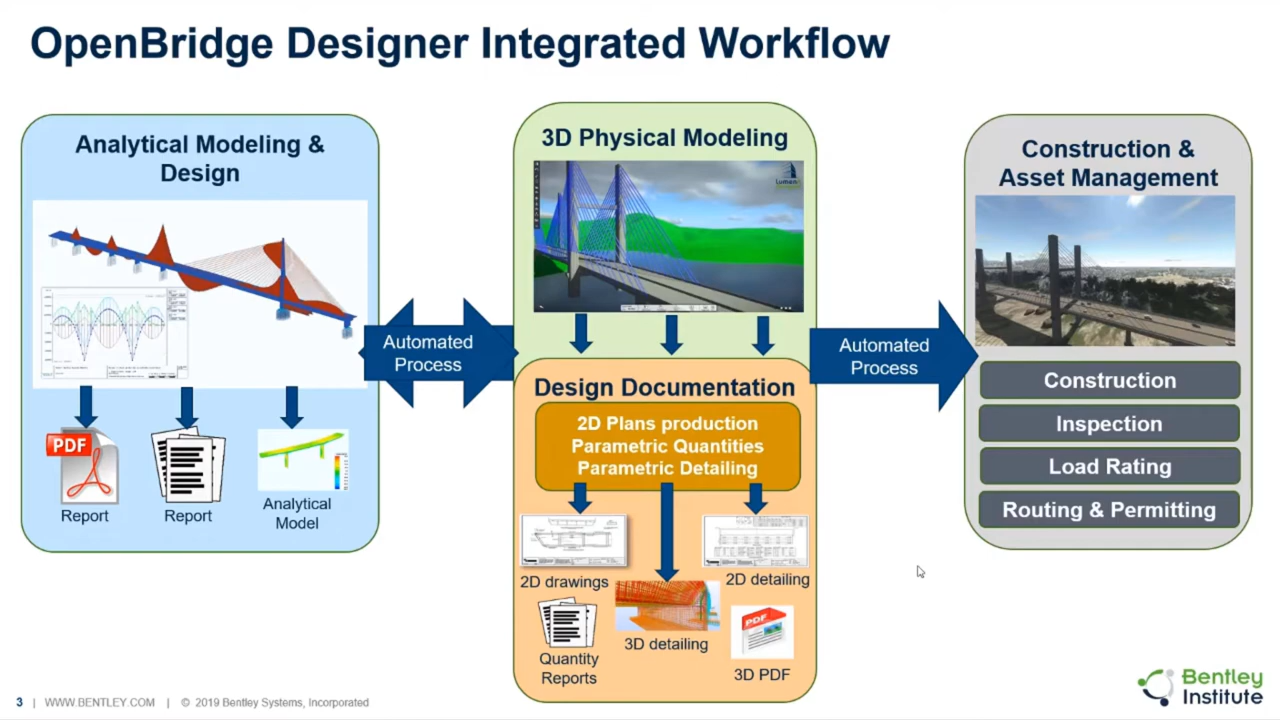 OpenBridge Designer Integrated Workflow
Analytical Modeling &
Design
PDF
Report
Report
Analytical
Model
Automated
Process
3D Physical Modeling
Design Documentation
2D Plans production
Parametric Quantities
Parametric Detailing
2D drawings
2D detailing
3D detailing
Quantity
Reports
PDF
3D PDF
Automated
Process
Construction &
Asset Management
Construction
Inspection
Load Rating
Routing & Permitting
3 | WWW.BENTLEY.COM | © 2019 Bentley Systems, Incorporated
Bentley
Institute